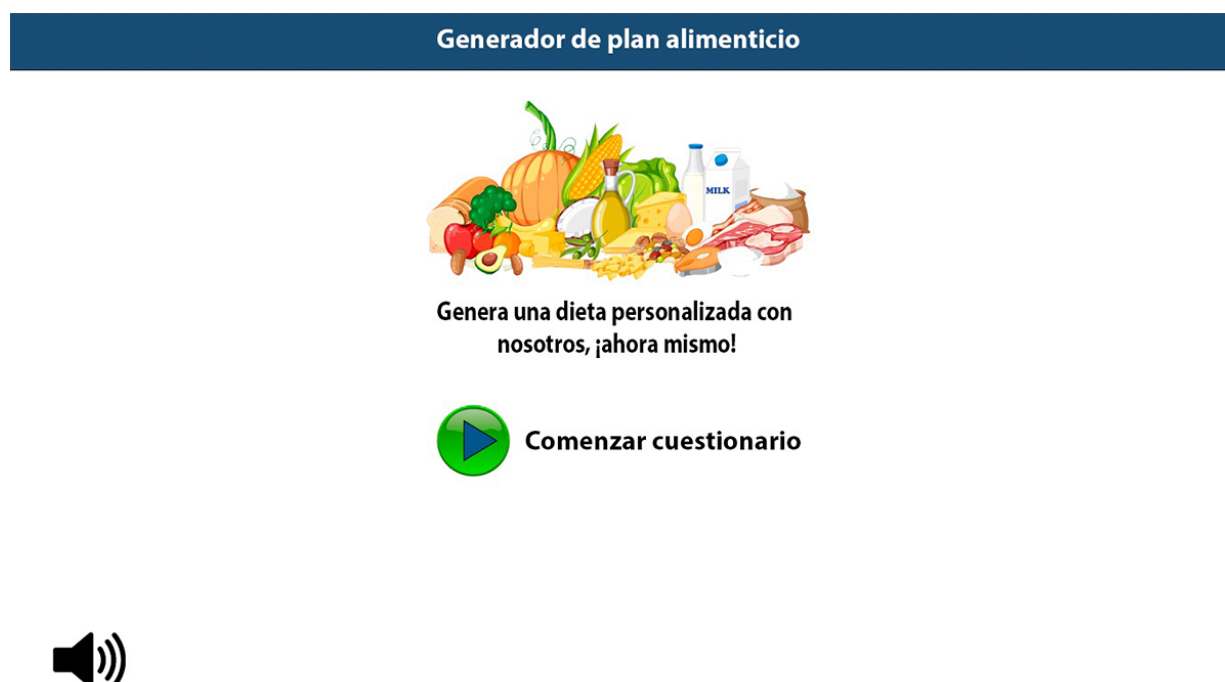 Generador de plan alimenticio
MILK
Genera una dieta personalizada con
nosotros, ¡ahora mismo!
Comenzar cuestionario